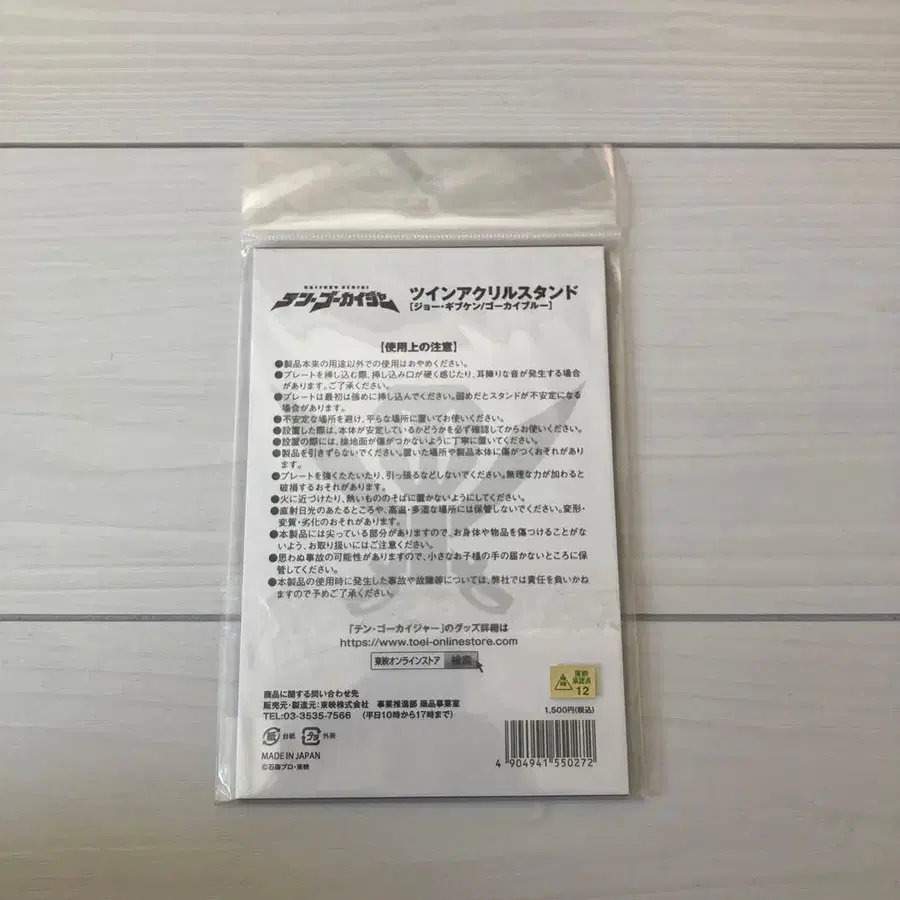 KAIZOKU SENTAI
テン・ゴーカイジャー
ツインアクリルスタンド
[ジョー・ギブケン/ゴーカイブルー]
【使用上の注意】
●製品本来の用途以外での使用はおやめください。
●プレートを挿し込む際、挿し込み口が硬く感じたり、耳障りな音が発生する場合
があります。ご了承ください。
●プレートは最初は強めに挿し込んでください。弱めだとスタンドが不安定になる
場合があります。
●不安定な場所を避け、平らな場所に置いてお使いください。
●設置した際は、本体が安定しているかどうかを必ず確認してからお使いください。
●設置の際には、接地面が傷がつかないように丁寧に置いてください。
●製品を引きずらないでください。置いた場所や製品本体に傷がつくおそれがあり
ます。
●プレートを強くたたいたり、引っ張るなどしないでください。無理な力が加わると
破損するおそれがあります。
●火に近づけたり、熱いもののそばに置かないようにしてください。
●直射日光のあたるところや、高温・多湿な場所には保管しないでください。変形・
変質・劣化のおそれがあります。
●本製品には尖っている部分がありますので、お身体や物品を傷つけることがな
いよう、お取り扱いにはご注意ください。
●思わぬ事故の可能性がありますので、小さなお子様の手の届かないところに保
管してください。
●本製品の使用時に発生した事故や故障等については、弊社では責任を負いかね
ますので予めご了承ください。
「テン・ゴーカイジャー」のグッズ詳細は
https://www.toei-onlinestore.com
東映オンラインストア 検索
東映
承認済
12
商品に関する問い合わせ先
販売元・製造元:東映株式会社 事業推進部 商品事業室
TEL:03-3535-7566 (平日10時から17時まで)
1,500円(税込)
紙 台紙 プラ 外装
MADE IN JAPAN
©石森プロ・東映
4 904941 550272